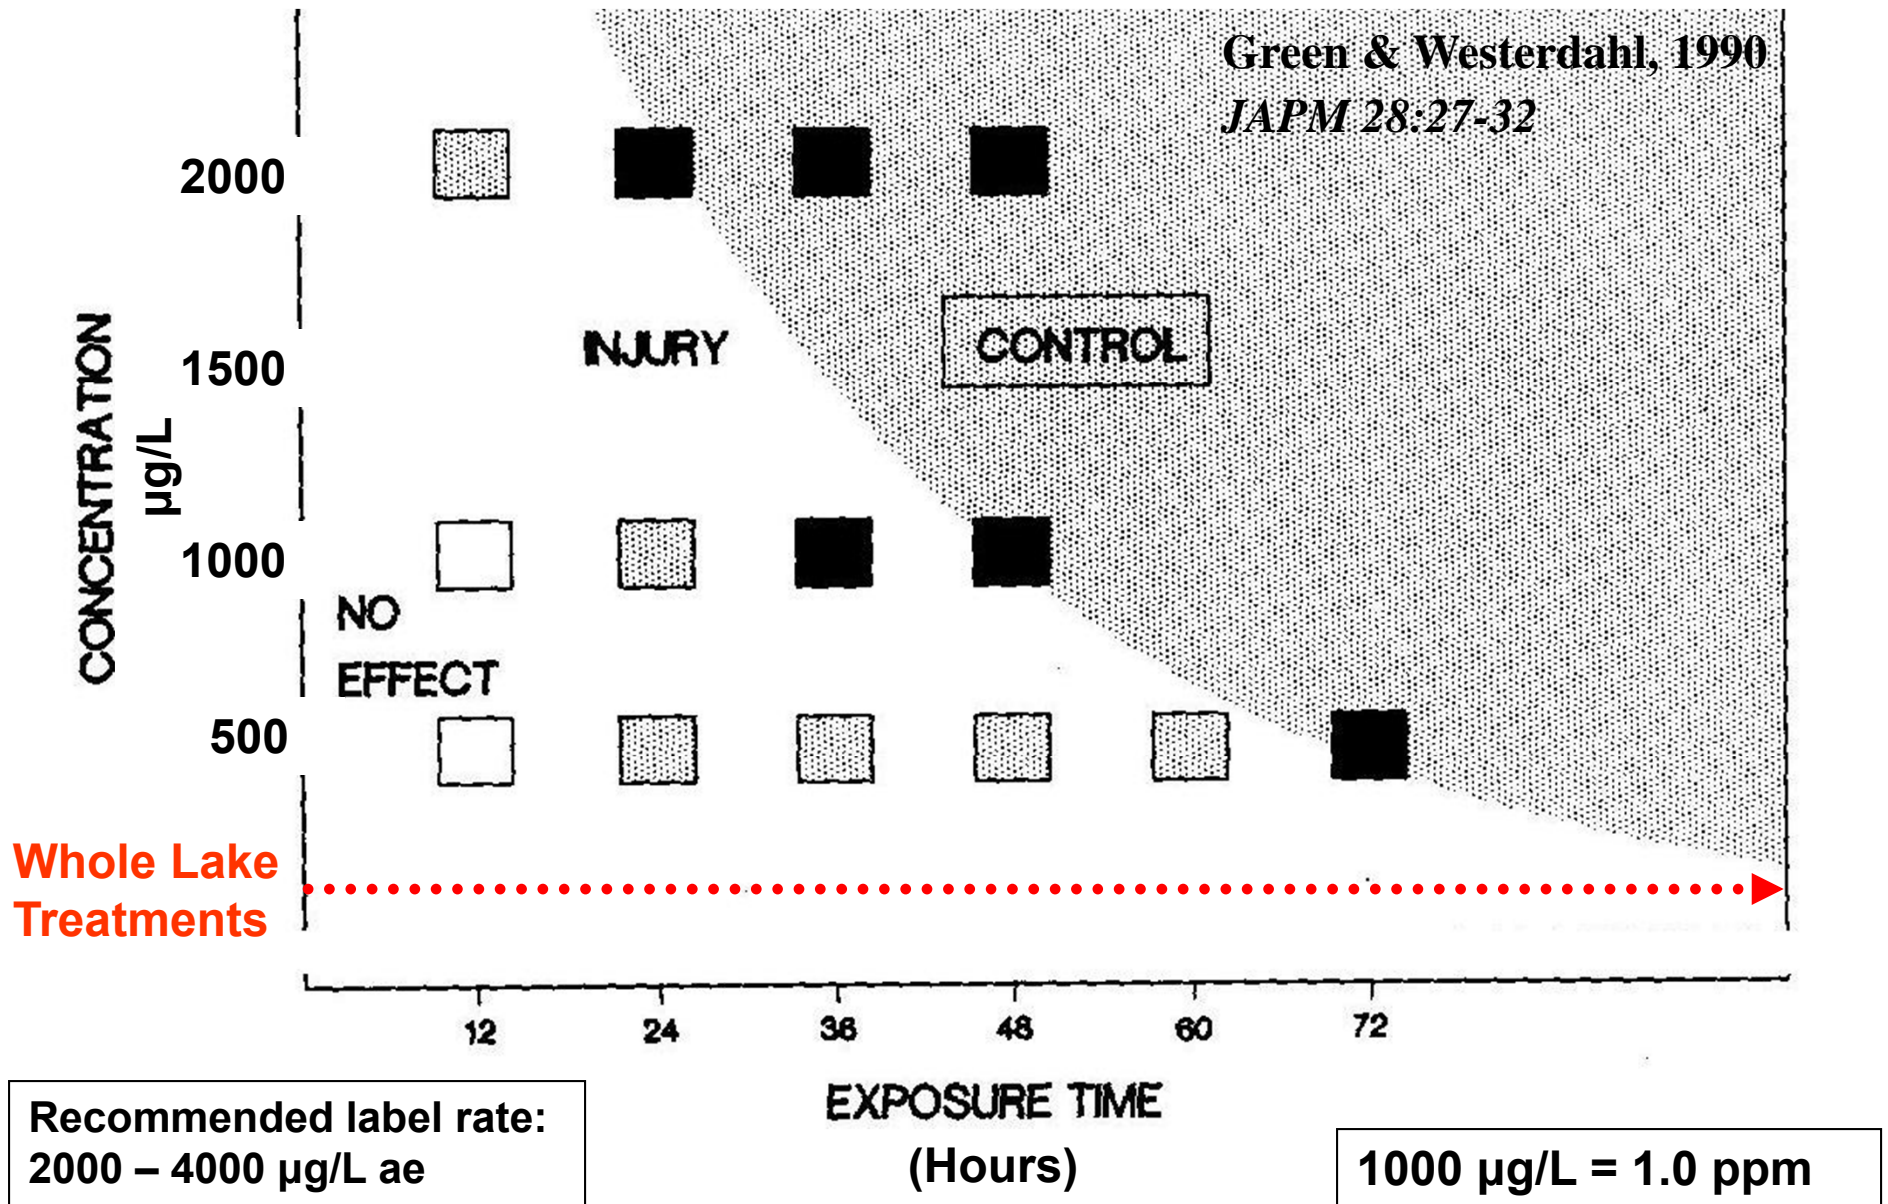 Green & Westerdahl, 1990
JAPM 28:27-32
2000
INJURY
CONTROL
1500
CONCENTRATION
µg/L
1000
NO
EFFECT
500
Whole Lake
Treatments
12
24
36
48
60
72
EXPOSURE TIME
(Hours)
Recommended label rate:
2000 – 4000 µg/L ae
1000 µg/L = 1.0 ppm